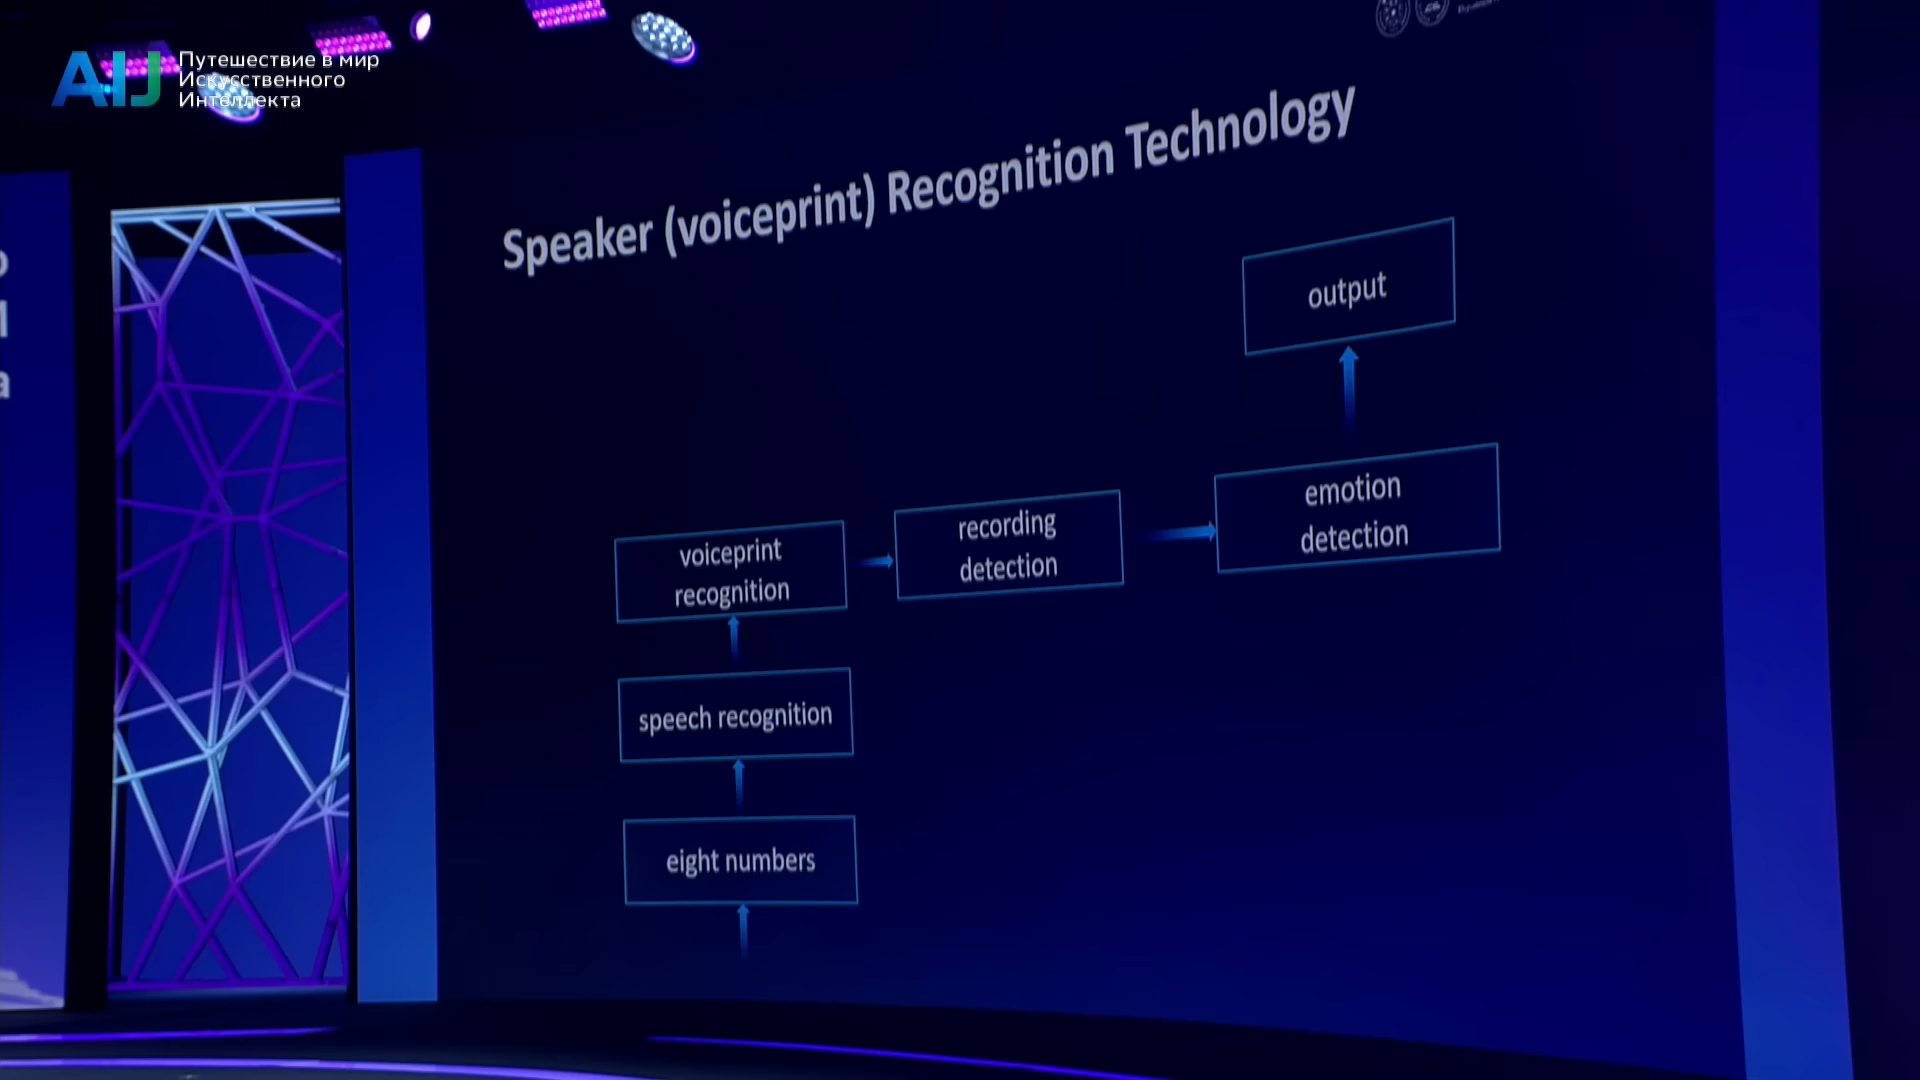 AIJ
Путешествие в мир
Искусственного
Интеллекта
Speaker (voiceprint) Recognition Technology
output
emotion
detection
recording
detection
voiceprint
recognition
speech recognition
eight numbers